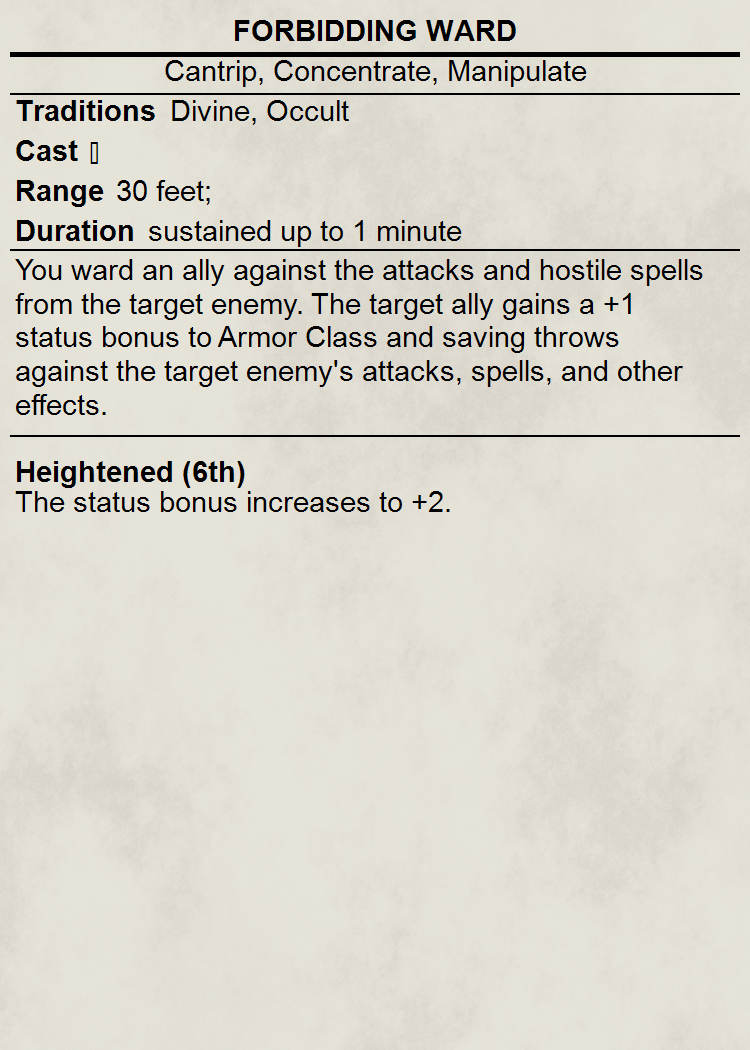 FORBIDDING WARD
Cantrip, Concentrate, Manipulate
Traditions Divine, Occult
Cast ▯
Range 30 feet;
Duration sustained up to 1 minute
You ward an ally against the attacks and hostile spells
from the target enemy. The target ally gains a +1
status bonus to Armor Class and saving throws
against the target enemy's attacks, spells, and other
effects.
Heightened (6th)
The status bonus increases to +2.